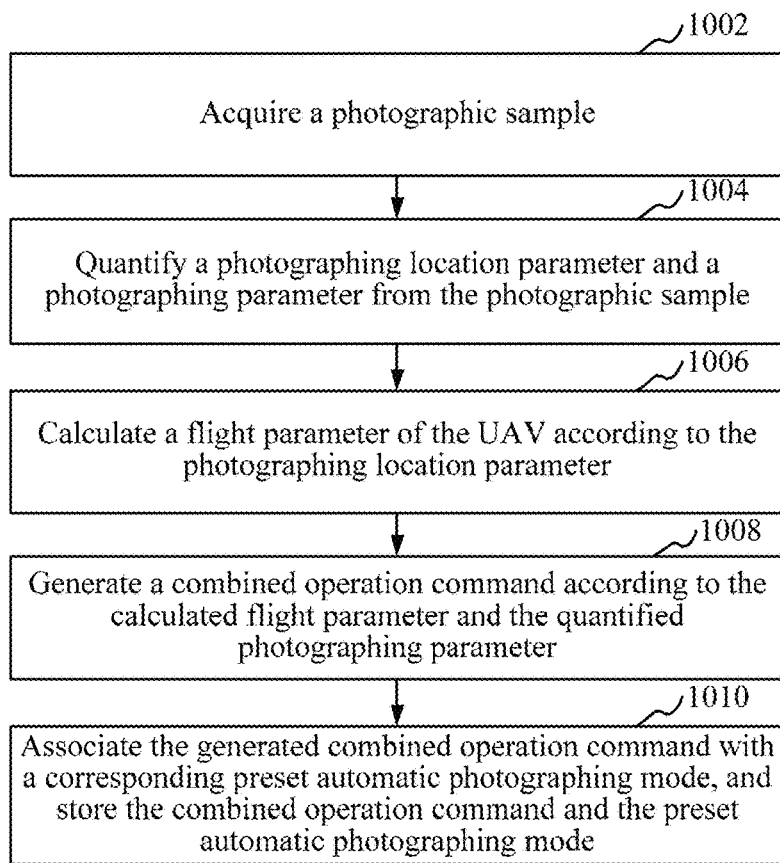 1002
Acquire a photographic sample
1004
Quantify a photographing location parameter and a
photographing parameter from the photographic sample
1006
Calculate a flight parameter of the UAV according to the
photographing location parameter
1008
Generate a combined operation command according to the
calculated flight parameter and the quantified
photographing parameter
1010
Associate the generated combined operation command with
a corresponding preset automatic photographing mode, and
store the combined operation command and the preset
automatic photographing mode